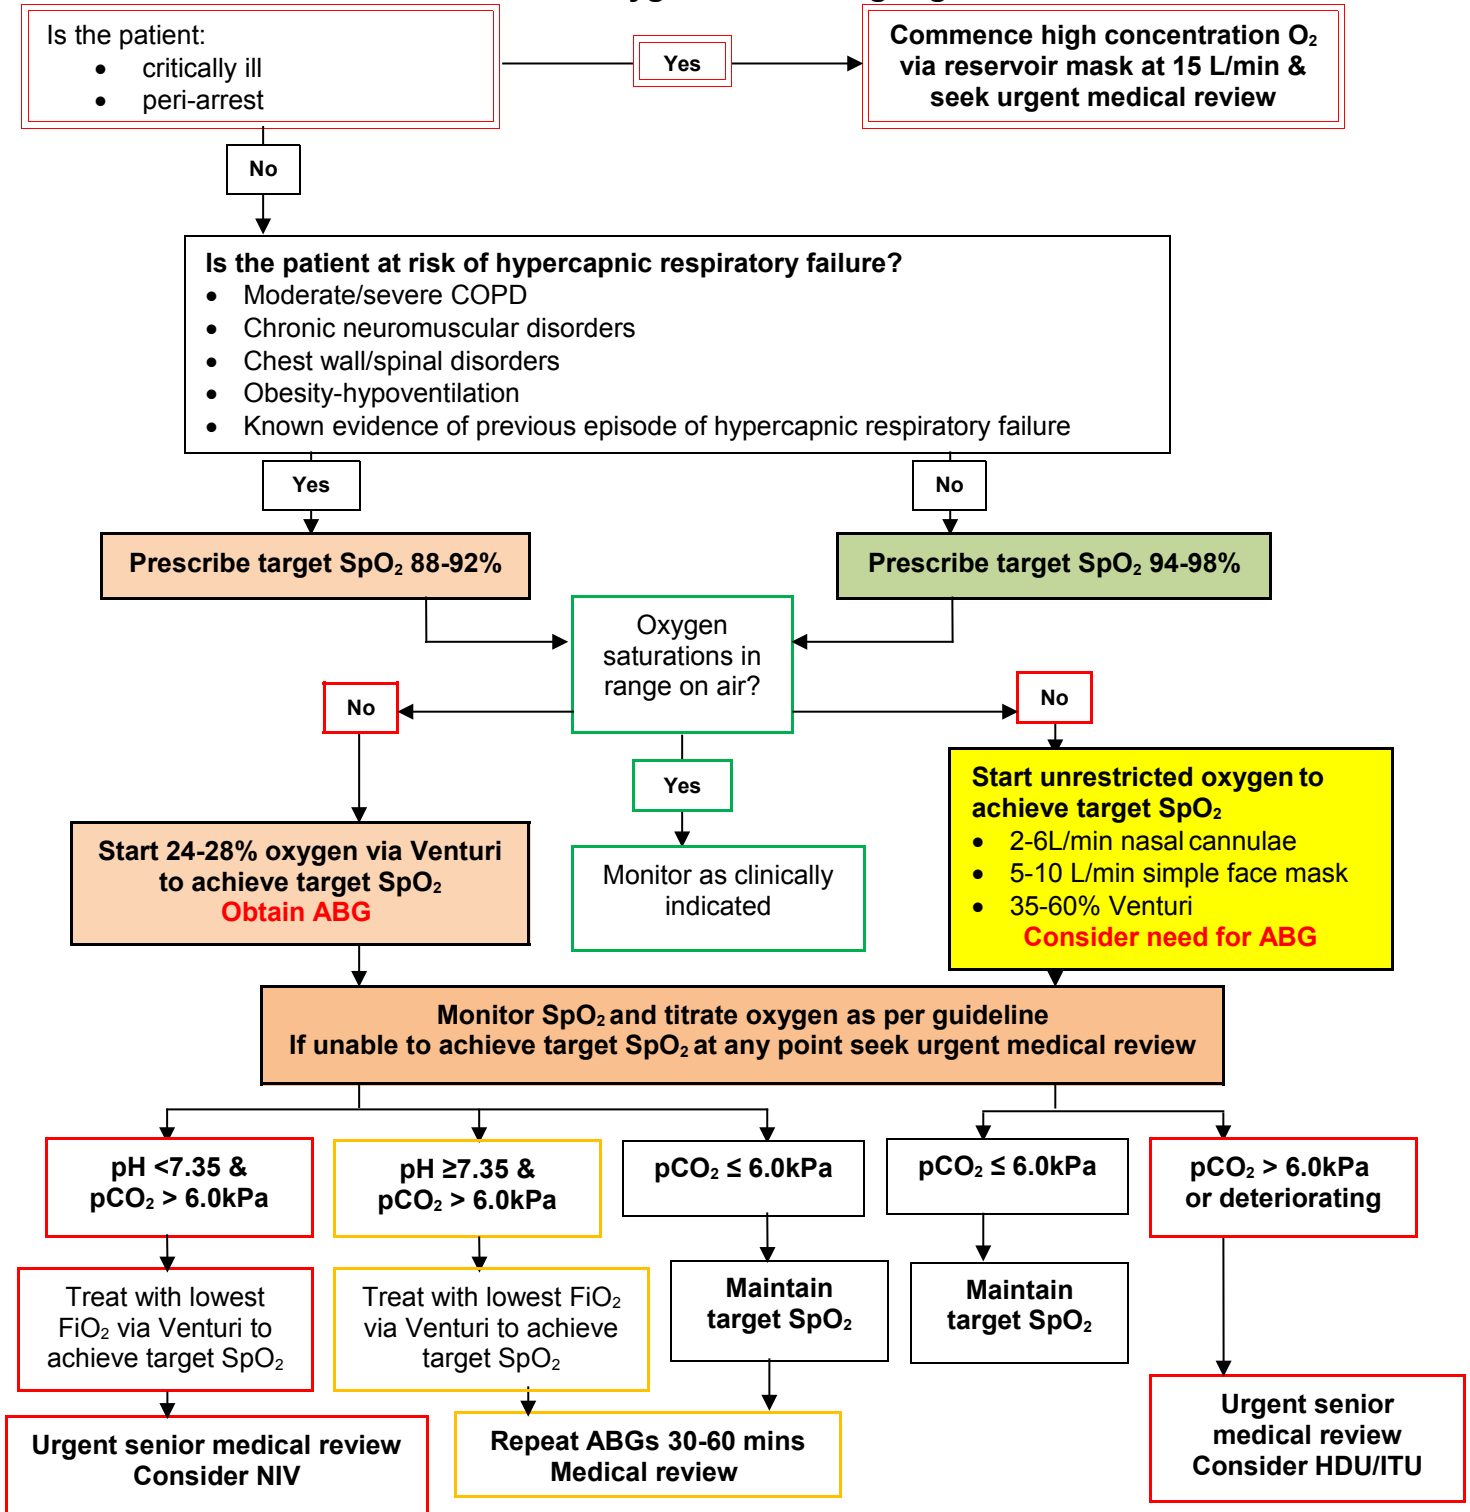 Is the patient:
• critically ill
• peri-arrest
Yes
Commence high concentration O₂
via reservoir mask at 15 L/min &
seek urgent medical review
No
Is the patient at risk of hypercapnic respiratory failure?
• Moderate/severe COPD
• Chronic neuromuscular disorders
• Chest wall/spinal disorders
• Obesity-hypoventilation
• Known evidence of previous episode of hypercapnic respiratory failure
Yes
No
Prescribe target SpO₂ 88-92%
Prescribe target SpO₂ 94-98%
Oxygen
saturations in
range on air?
No
No
Yes
Start 24-28% oxygen via Venturi
to achieve target SpO₂
Obtain ABG
Monitor as clinically
indicated
Start unrestricted oxygen to
achieve target SpO₂
• 2-6L/min nasal cannulae
• 5-10 L/min simple face mask
• 35-60% Venturi
Consider need for ABG
Monitor SpO₂ and titrate oxygen as per guideline
If unable to achieve target SpO₂ at any point seek urgent medical review
pH <7.35 &
pCO₂ > 6.0kPa
pH ≥7.35 &
pCO₂ > 6.0kPa
pCO₂ ≤ 6.0kPa
pCO₂ ≤ 6.0kPa
pCO₂ > 6.0kPa
or deteriorating
Treat with lowest
FiO₂ via Venturi to
achieve target SpO₂
Treat with lowest FiO₂
via Venturi to achieve
target SpO₂
Maintain
target SpO₂
Maintain
target SpO₂
Urgent senior medical review
Consider NIV
Repeat ABGs 30-60 mins
Medical review
Urgent senior
medical review
Consider HDU/ITU